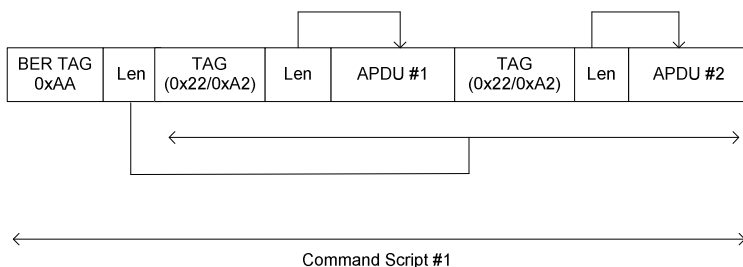 BER TAG
0xAA
Len
TAG
(0x22/0xA2)
Len
APDU #1
TAG
(0x22/0xA2)
Len
APDU #2
Command Script #1